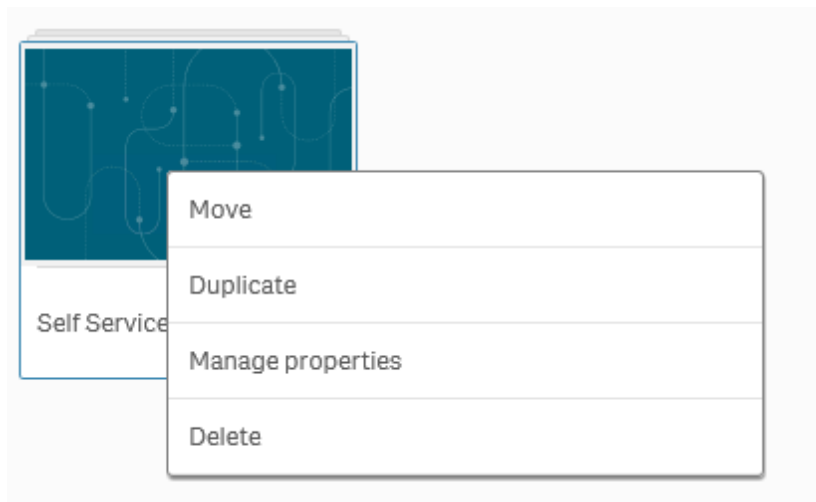 Move
Duplicate
Self Service
Manage properties
Delete